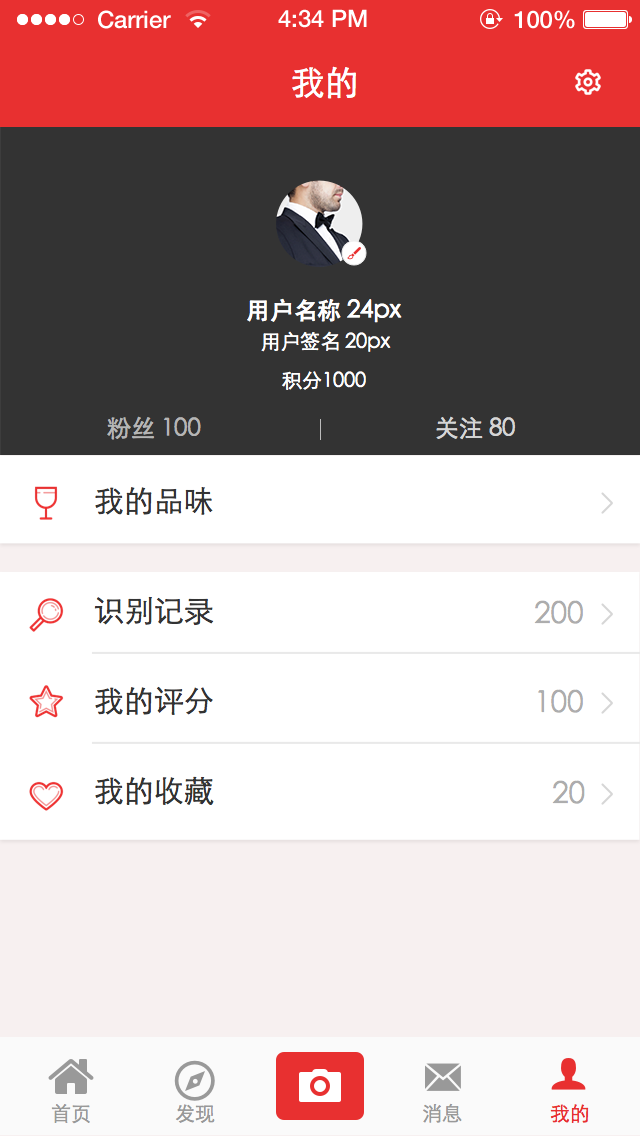 Carrier 4:34 PM 100%
我的
用户名称 24px
用户签名 20px
积分1000
粉丝 100 关注 80
我的品味
识别记录 200
我的评分 100
我的收藏 20
首页 发现 消息 我的